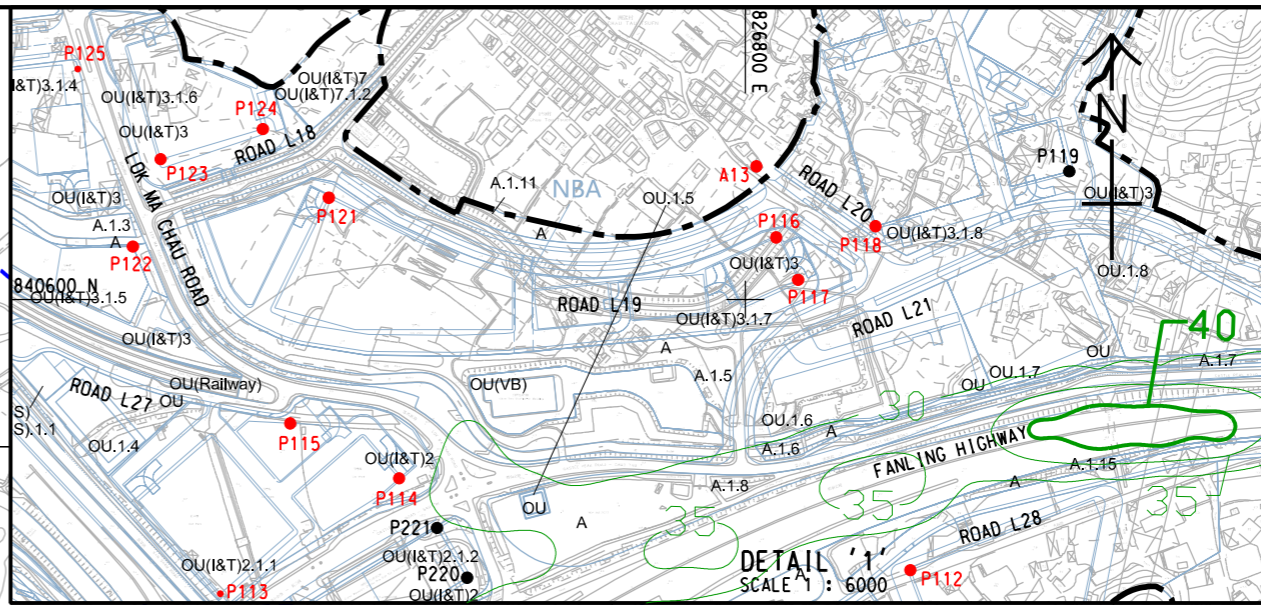 P125
OU(I&T)7
OU(I&T)7.1.2
826800 E
I&T)3.1.4
OU(I&T)3.1.6
P124
N
OU(I&T)3
ROAD L18
P123
P119
A13
A.1.11
NBA
OU.1.5
ROAD L20
OU(I&T)3
OU(I&T)3
LOK MA CHAU ROAD
P121
A.1.3
A
P122
A
P116
P118
OU(I&T)3.1.8
OU(I&T)3
P117
OU.1.8
840600 N
OU(I&T)3.1.5
ROAD L19
OU(I&T)3.1.7
ROAD L21
40
OU(I&T)3
A
OU
A.1.7
OU(Railway)
OU(VB)
A.1.5
OU.1.7
OU
ROAD L27
OU
30
S)
S).1.1
OU.1.4
P115
OU.1.6
A
A.1.6
FANLING HIGHWAY
OU(I&T)2
A.1.15
P114
A.1.8
A
OU
A
35
35
35
P221
ROAD L28
OU(I&T)2.1.2
OU(I&T)2.1.1
P220
DETAIL '1'
SCALE 1 : 6000
A
P112
P113
OU(I&T)2